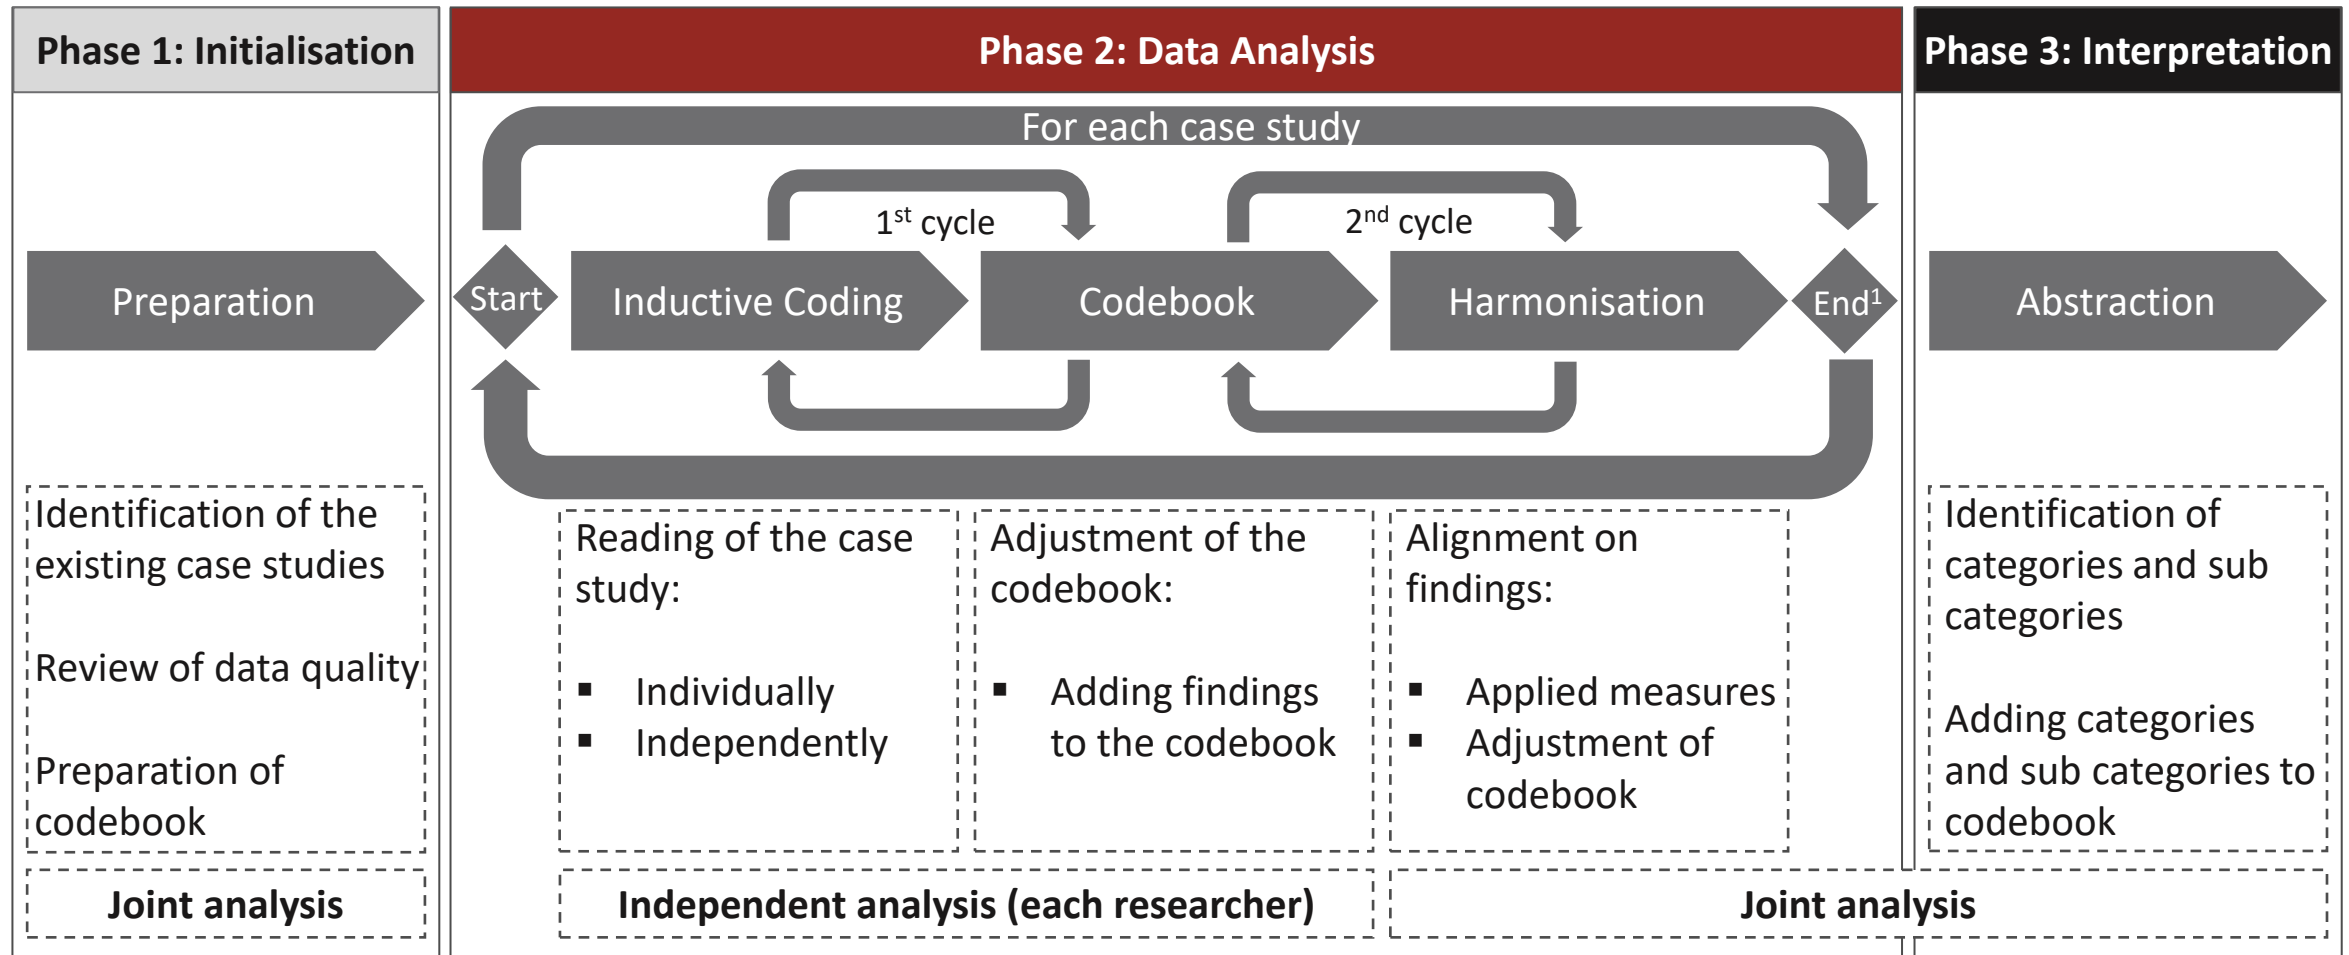 Phase 1: Initialisation
Phase 2: Data Analysis
Phase 3: Interpretation
For each case study
1st cycle
2nd cycle
Preparation
Start
Inductive Coding
Codebook
Harmonisation
End1
Abstraction
Identification of the
existing case studies
Review of data quality
Preparation of
codebook
Reading of the case
study:
▪ Individually
▪ Independently
Adjustment of the
codebook:
▪ Adding findings
to the codebook
Alignment on
findings:
▪ Applied measures
▪ Adjustment of
codebook
Identification of
categories and sub
categories
Adding categories
and sub categories to
codebook
Joint analysis
Independent analysis (each researcher)
Joint analysis